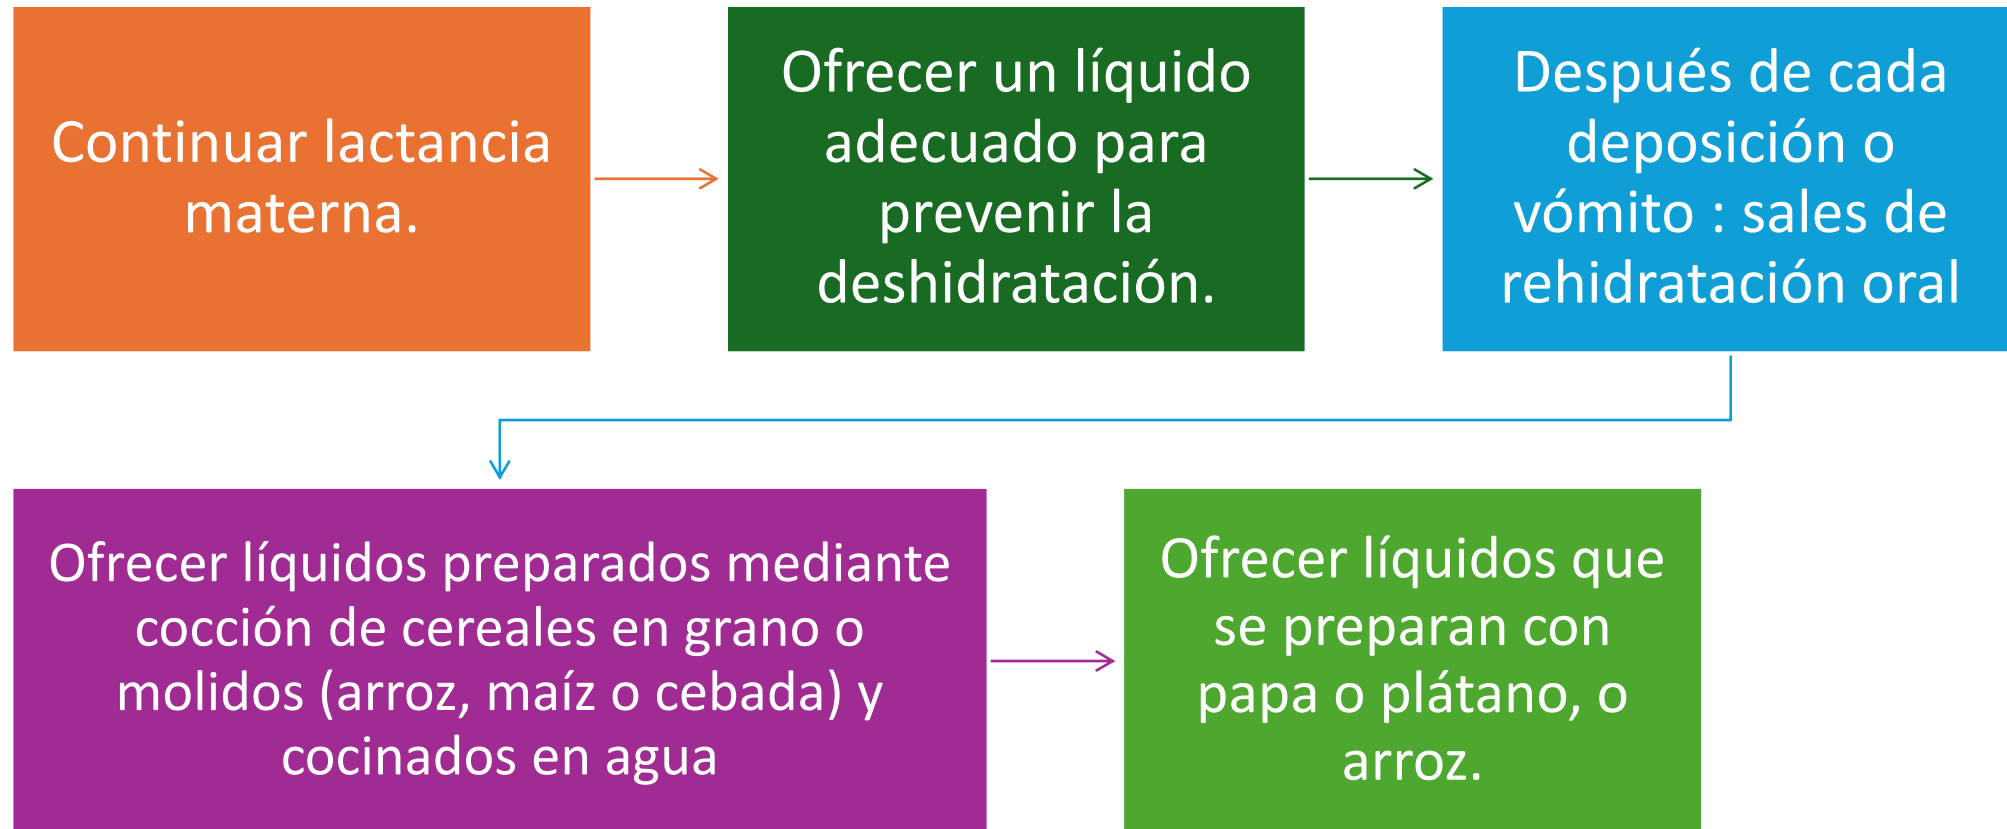 Continuar lactancia
materna.
Ofrecer un líquido
adecuado para
prevenir la
deshidratación.
Después de cada
deposición o
vómito : sales de
rehidratación oral
Ofrecer líquidos preparados mediante
cocción de cereales en grano o
molidos (arroz, maíz o cebada) y
cocinados en agua
Ofrecer líquidos que
se preparan con
papa o plátano, o
arroz.